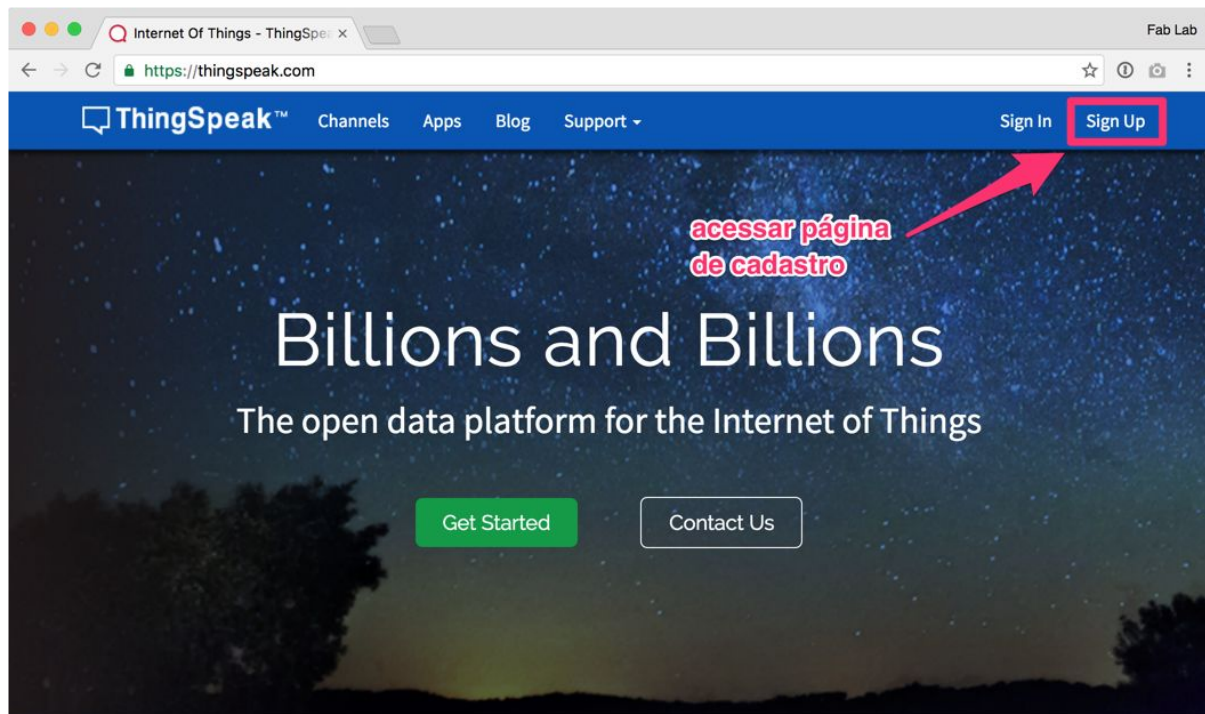 Internet Of Things - ThingSpe
Fab Lab
https://thingspeak.com
ThingSpeak™ Channels Apps Blog Support Sign In Sign Up
acessar página
de cadastro
Billions and Billions
The open data platform for the Internet of Things
Get Started Contact Us